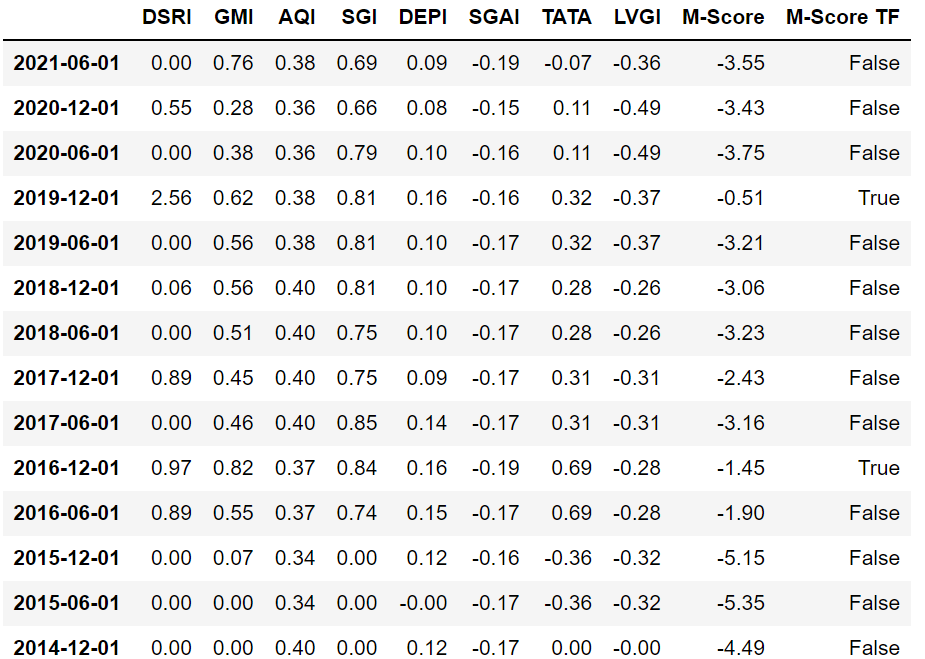 DSRI GMI AQI SGI DEPI SGAI TATA LVGI M-Score M-Score TF
2021-06-01 0.00 0.76 0.38 0.69 0.09 -0.19 -0.07 -0.36 -3.55 False
2020-12-01 0.55 0.28 0.36 0.66 0.08 -0.15 0.11 -0.49 -3.43 False
2020-06-01 0.00 0.38 0.36 0.79 0.10 -0.16 0.11 -0.49 -3.75 False
2019-12-01 2.56 0.62 0.38 0.81 0.16 -0.16 0.32 -0.37 -0.51 True
2019-06-01 0.00 0.56 0.38 0.81 0.10 -0.17 0.32 -0.37 -3.21 False
2018-12-01 0.06 0.56 0.40 0.81 0.10 -0.17 0.28 -0.26 -3.06 False
2018-06-01 0.00 0.51 0.40 0.75 0.10 -0.17 0.28 -0.26 -3.23 False
2017-12-01 0.89 0.45 0.40 0.75 0.09 -0.17 0.31 -0.31 -2.43 False
2017-06-01 0.00 0.46 0.40 0.85 0.14 -0.17 0.31 -0.31 -3.16 False
2016-12-01 0.97 0.82 0.37 0.84 0.16 -0.19 0.69 -0.28 -1.45 True
2016-06-01 0.89 0.55 0.37 0.74 0.15 -0.17 0.69 -0.28 -1.90 False
2015-12-01 0.00 0.07 0.34 0.00 0.12 -0.16 -0.36 -0.32 -5.15 False
2015-06-01 0.00 0.00 0.34 0.00 -0.00 -0.17 -0.36 -0.32 -5.35 False
2014-12-01 0.00 0.00 0.40 0.00 0.12 -0.17 0.00 -0.00 -4.49 False